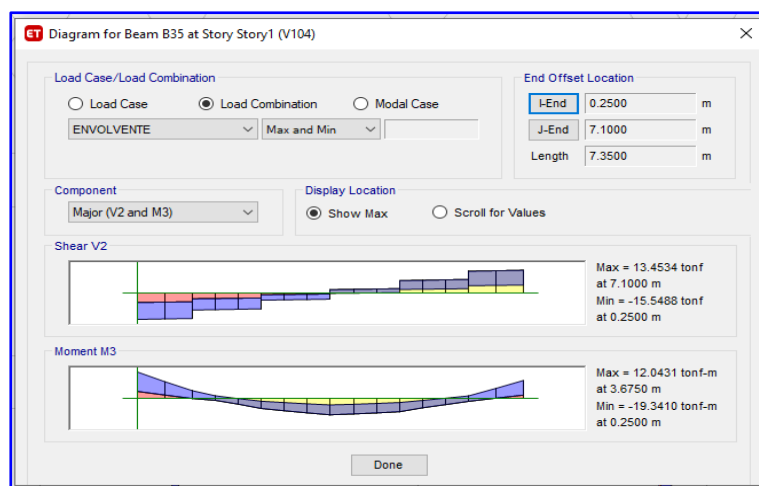 ET Diagram for Beam B35 at Story Story1 (V104)
Load Case/Load Combination
Load Case Load Combination Modal Case
ENVOLVENTE Max and Min
End Offset Location
I-End 0.2500 m
J-End 7.1000 m
Length 7.3500 m
Component
Major (V2 and M3)
Display Location
Show Max Scroll for Values
Shear V2
Max = 13.4534 tonf
at 7.1000 m
Min = -15.5488 tonf
at 0.2500 m
Moment M3
Max = 12.0431 tonf-m
at 3.6750 m
Min = -19.3410 tonf-m
at 0.2500 m
Done